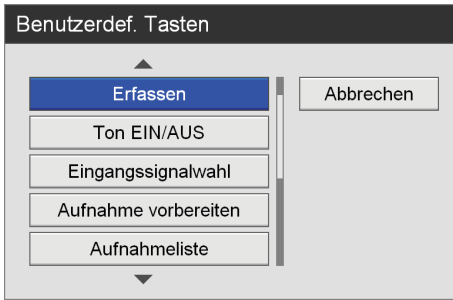 Benutzerdef. Tasten
Erfassen
Abbrechen
Ton EIN/AUS
Eingangssignalwahl
Aufnahme vorbereiten
Aufnahmeliste